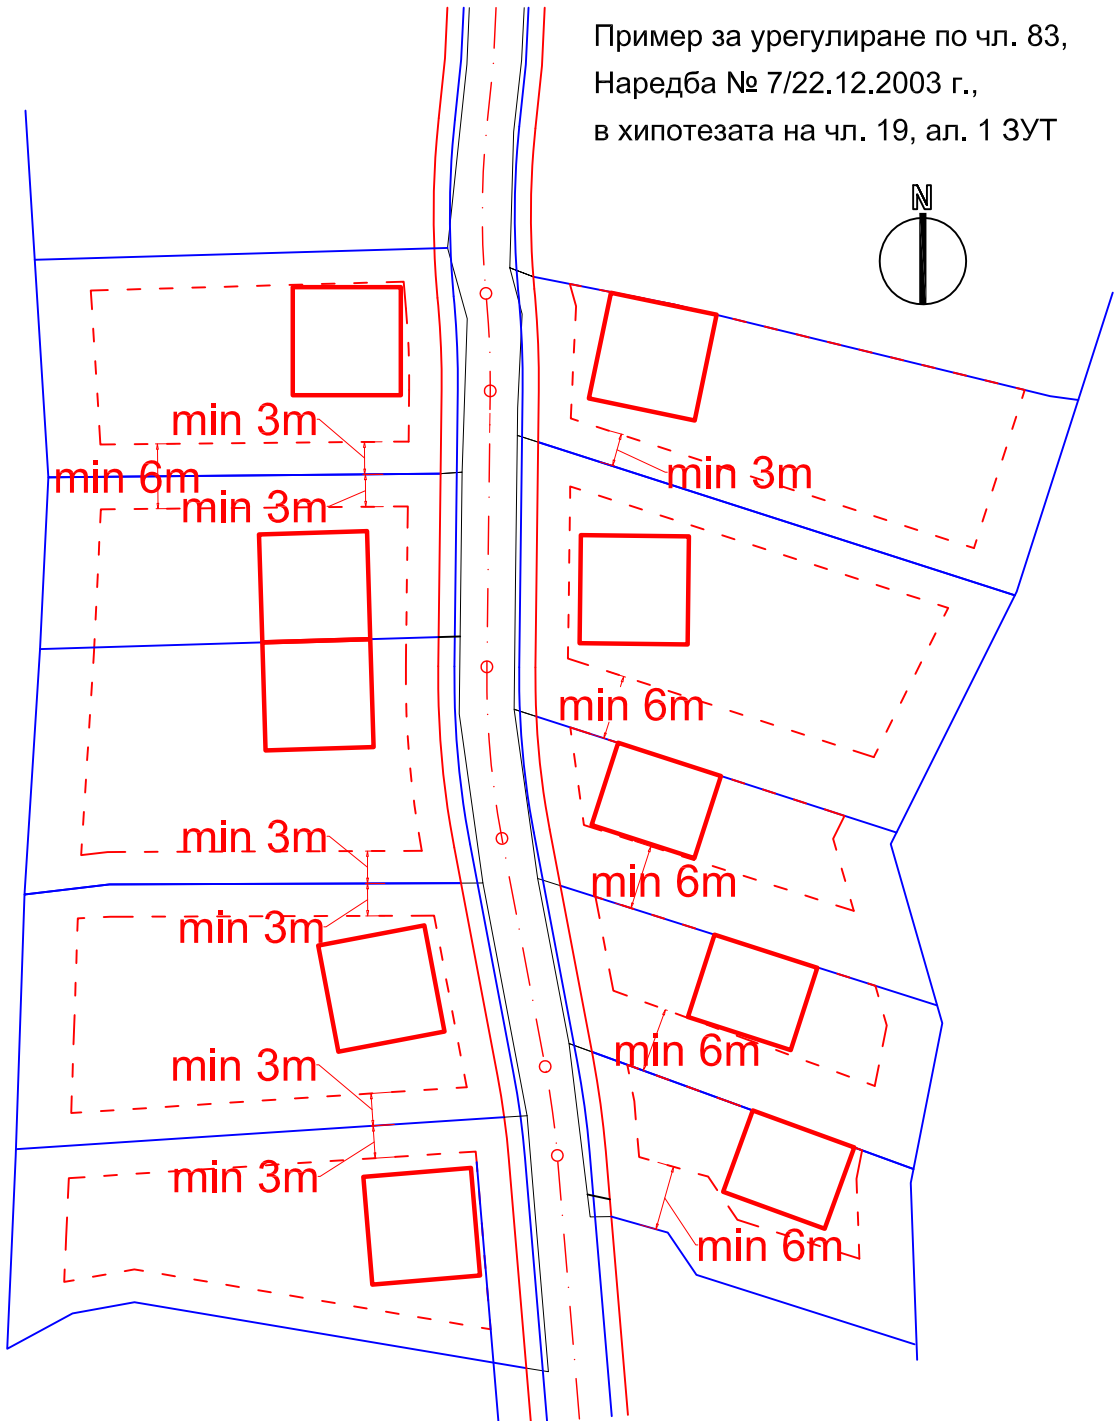 Пример за урегулиране по чл. 83,
Наредба № 7/22.12.2003 г.,
в хипотезата на чл. 19, ал. 1 ЗУТ
N
min 3m
min 6m
min 3m
min 3m
min 6m
min 3m
min 6m
min 3m
min 6m
min 3m
min 3m
min 6m